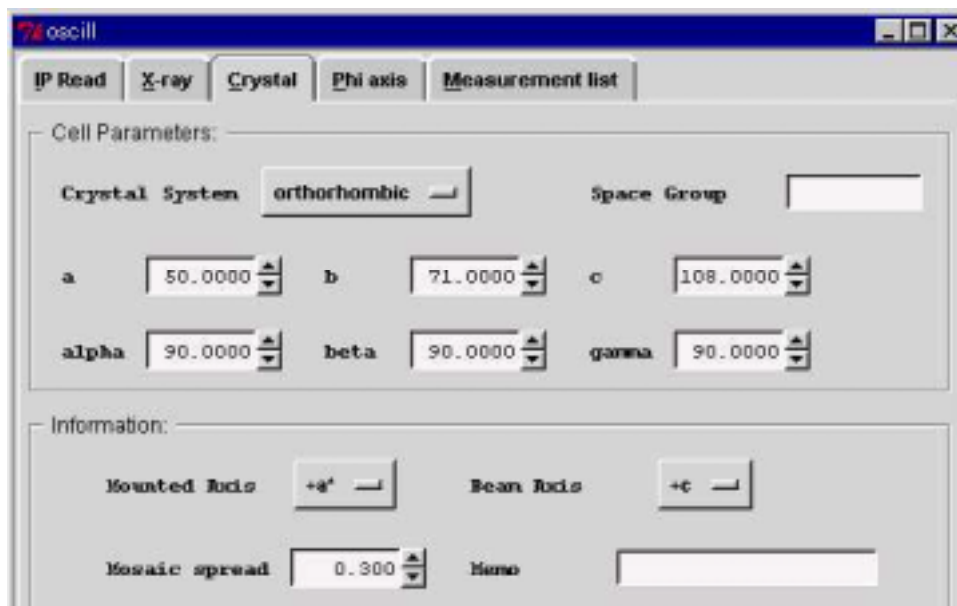 oscill
IP Read X-ray Crystal Phi axis Measurement list
Cell Parameters:
Crystal System orthorhombic Space Group
a 50.0000 b 71.0000 c 108.0000
alpha 90.0000 beta 90.0000 gamma 90.0000
Information:
Mounted Axis +a* Beam Axis +c
Mosaic spread 0.300 Memo